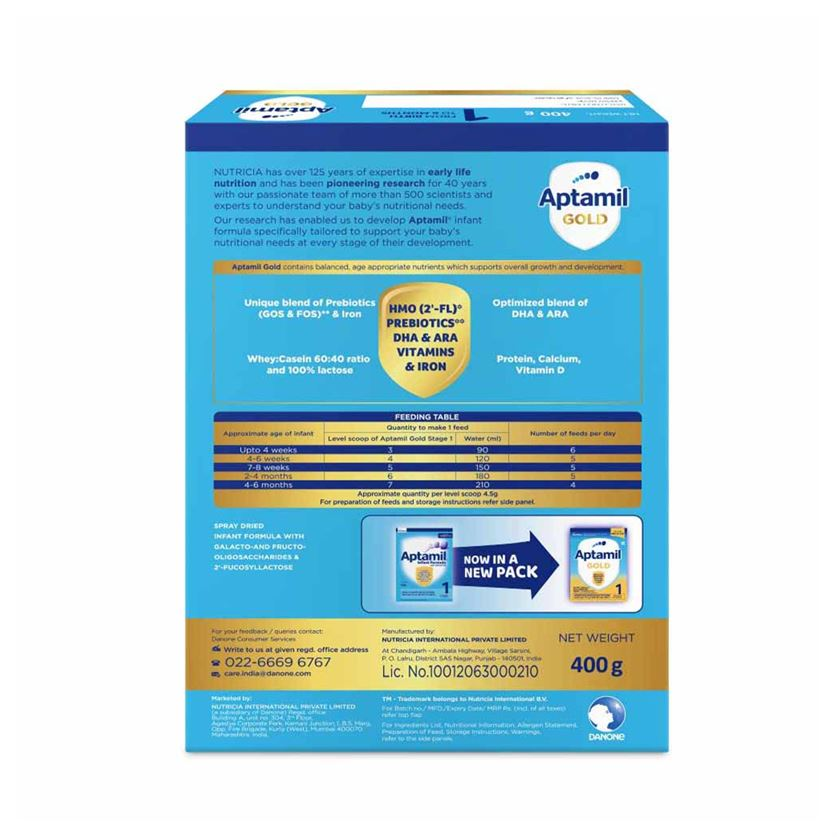 Aptamil
GOLD
FROM BIRTH
TO 6 MONTHS
1
400 g
NUTRICIA has over 125 years of expertise in early life
nutrition and has been pioneering research for 40 years
with our passionate team of more than 500 scientists and
experts to understand your baby's nutritional needs.
Our research has enabled us to develop Aptamil® infant
formula specifically tailored to support your baby's
nutritional needs at every stage of their development.
Aptamil
GOLD
Aptamil Gold contains balanced, age appropriate nutrients which supports overall growth and development.
Unique blend of Prebiotics
(GOS & FOS)** & Iron
HMO (2'-FL)°
PREBIOTICS°°
DHA & ARA
VITAMINS
& IRON
Optimized blend of
DHA & ARA
Whey:Casein 60:40 ratio
and 100% lactose
Protein, Calcium,
Vitamin D
FEEDING TABLE
Approximate age of infant Quantity to make 1 feed Number of feeds per day
Level scoop of Aptamil Gold Stage 1 Water (ml)
Upto 4 weeks 3 90 6
4-6 weeks 4 120 5
7-8 weeks 5 150 5
2-4 months 6 180 5
4-6 months 7 210 4
Approximate quantity per level scoop 4.5g
For preparation of feeds and storage instructions refer side panel.
SPRAY DRIED
INFANT FORMULA WITH
GALACTO-AND FRUCTO-
OLIGOSACCHARIDES &
2'-FUCOSYLLACTOSE
Aptamil
Infant Formula
1
NOW IN A
NEW PACK
Aptamil
GOLD
1
For your feedback / queries contact:
Danone Consumer Services
Write to us at given regd. office address
022-6669 6767
care.india@danone.com
Manufactured by:
NUTRICIA INTERNATIONAL PRIVATE LIMITED
At Chandigarh - Ambala Highway, Village Sarsini,
P. O. Lalru, District SAS Nagar, Punjab - 140501, India
Lic. No.10012063000210
NET WEIGHT
400 g
Marketed by:
NUTRICIA INTERNATIONAL PRIVATE LIMITED
(a subsidiary of Danone) Regd. office:
Building A, unit no. 304, 3rd Floor,
Agastya Corporate Park, Kamani Junction, L.B.S. Marg,
Opp. Fire Brigade, Kurla (West), Mumbai 400070
Maharashtra, India.
TM - Trademark belongs to Nutricia International B.V.
For Batch no./ MFD./Expiry Date/ MRP Rs. (incl. of all taxes)
refer top flap
For Ingredients List, Nutritional Information, Allergen Statement,
Preparation of Feed, Storage Instructions, Warnings,
refer to the side panels.
DANONE